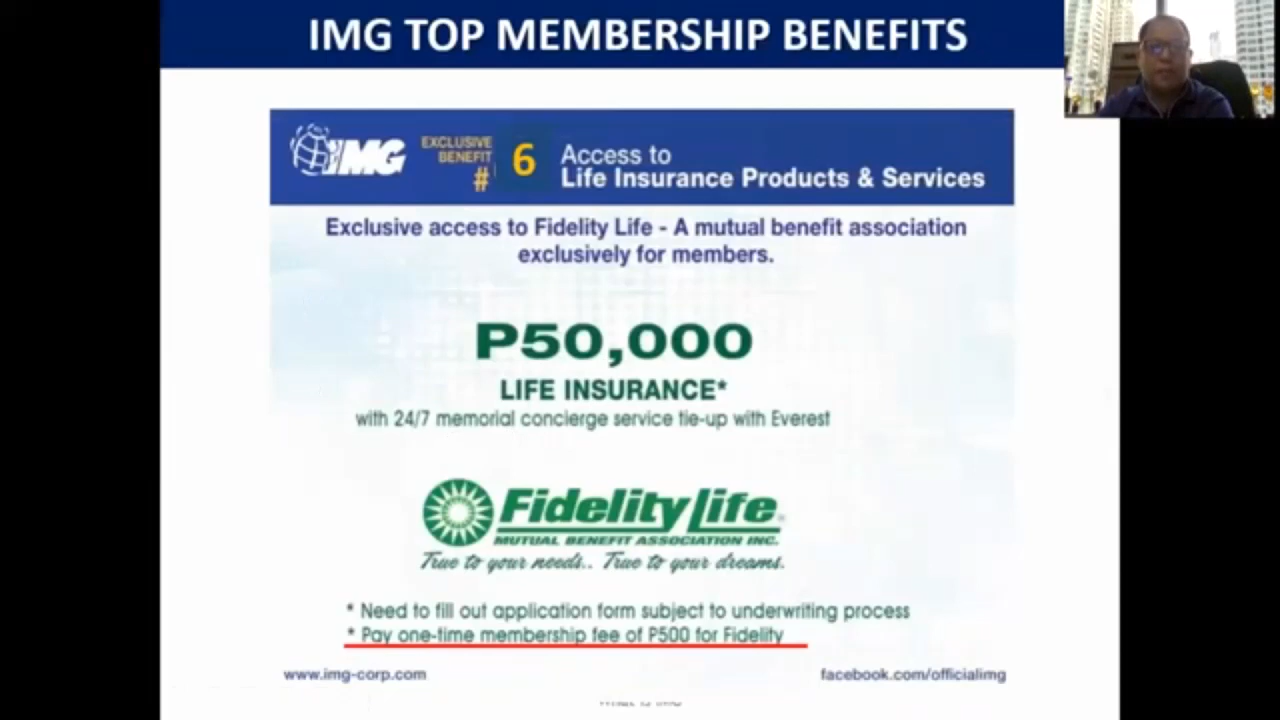 IMG TOP MEMBERSHIP BENEFITS
IMG
EXCLUSIVE
BENEFIT
# 6
Access to
Life Insurance Products & Services
Exclusive access to Fidelity Life - A mutual benefit association
exclusively for members.
P50,000
LIFE INSURANCE*
with 24/7 memorial concierge service tie-up with Everest
Fidelity Life
MUTUAL BENEFIT ASSOCIATION INC.
True to your needs.. True to your dreams.
* Need to fill out application form subject to underwriting process
* Pay one-time membership fee of P500 for Fidelity
www.img-corp.com
facebook.com/officialimg